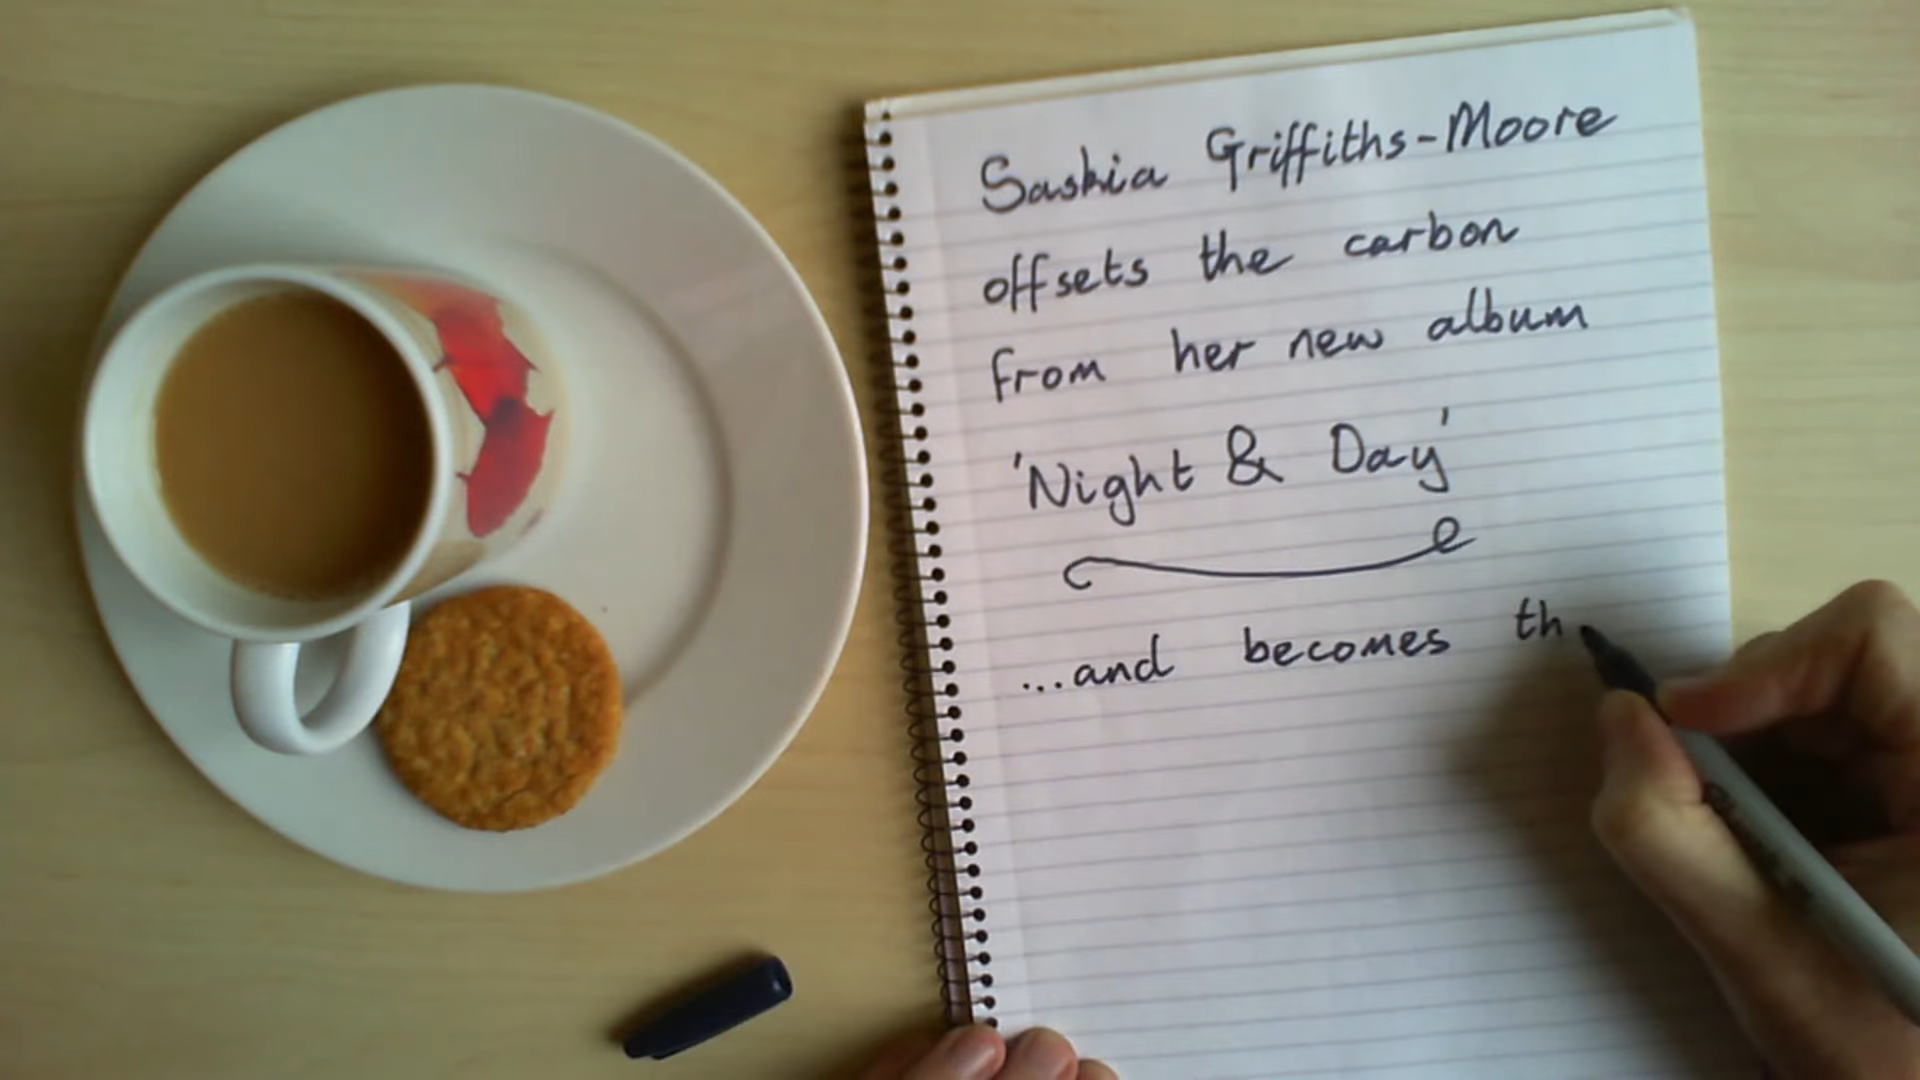 Saskia Griffiths-Moore
offsets the carbon
from her new album
'Night & Day'
...and becomes th